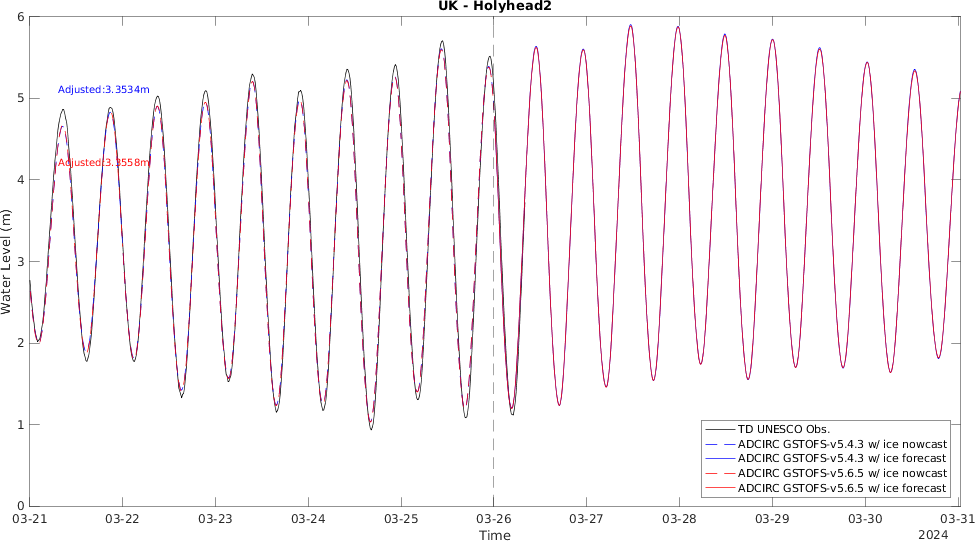 UK - Holyhead2
6
5
4
3
2
1
0
Water Level (m)
Adjusted:3.3534m
Adjusted:3.3558m
TD UNESCO Obs.
ADCIRC GSTOFS-v5.4.3 w/ ice nowcast
ADCIRC GSTOFS-v5.4.3 w/ ice forecast
ADCIRC GSTOFS-v5.6.5 w/ ice nowcast
ADCIRC GSTOFS-v5.6.5 w/ ice forecast
03-21 03-22 03-23 03-24 03-25 03-26 03-27 03-28 03-29 03-30 03-31
Time
2024